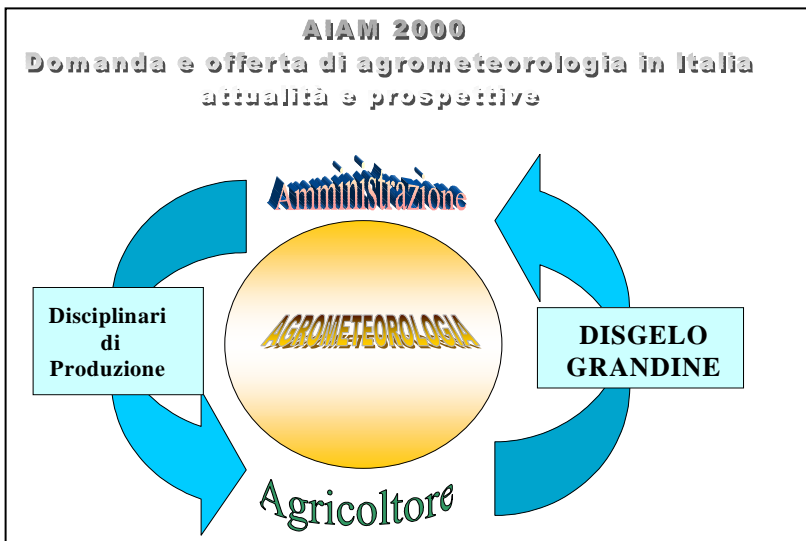 AIAM 2000
Domanda e offerta di agrometeorologia in Italia
attualità e prospettive
Amministrazione
Disciplinari
di
Produzione
AGROMETEOROLOGIA
DISGELO
GRANDINE
Agricoltore